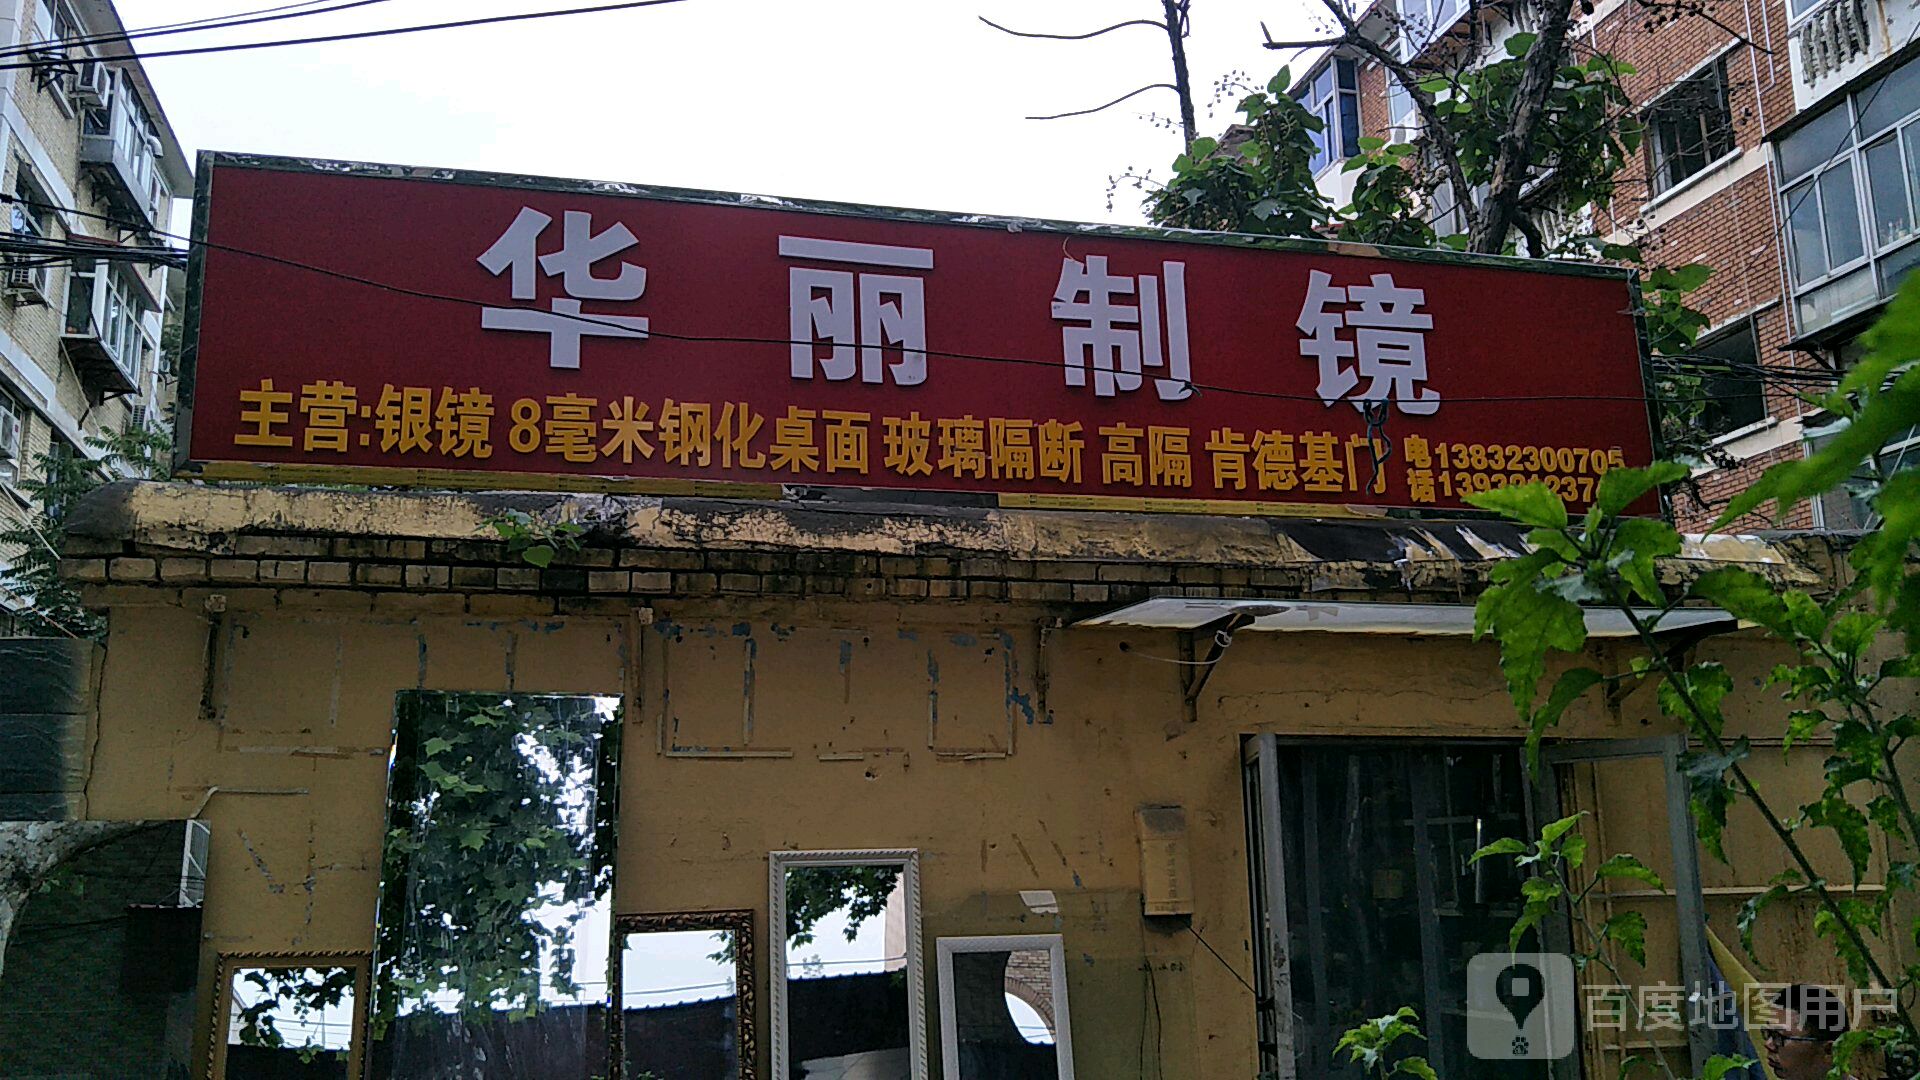 华丽制镜
主营:银镜 8毫米钢化桌面 玻璃隔断 高隔 肯德基门 电话
13832300705
百度地图用户